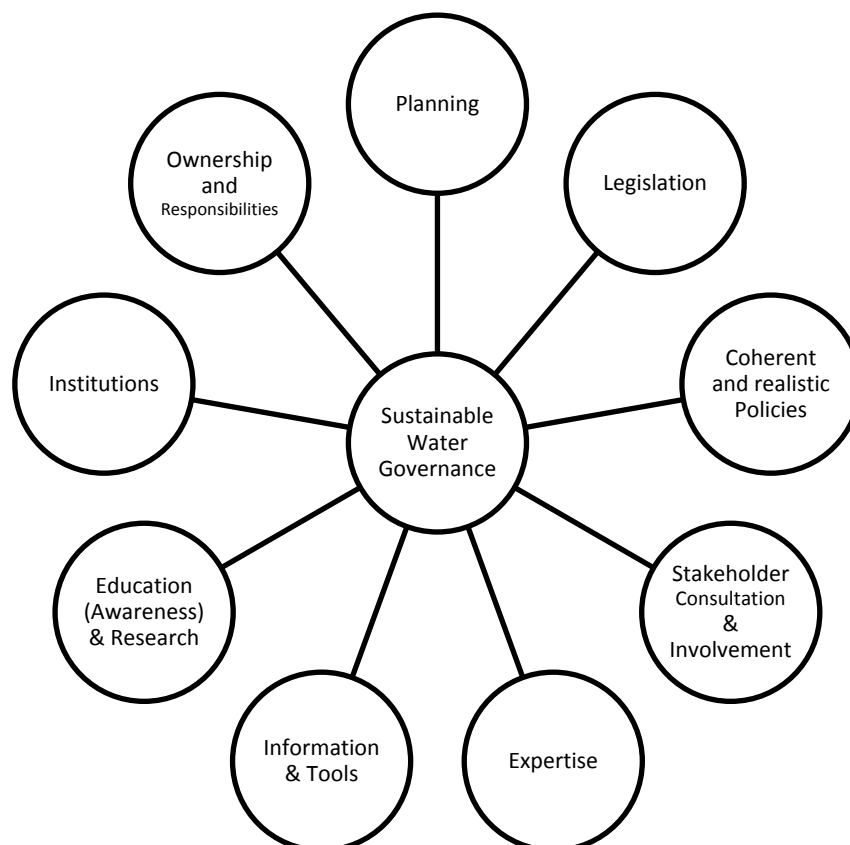 Planning
Legislation
Coherent
and realistic
Policies
Stakeholder
Consultation
&
Involvement
Expertise
Information
& Tools
Education
(Awareness)
& Research
Institutions
Ownership
and
Responsibilities
Sustainable
Water
Governance